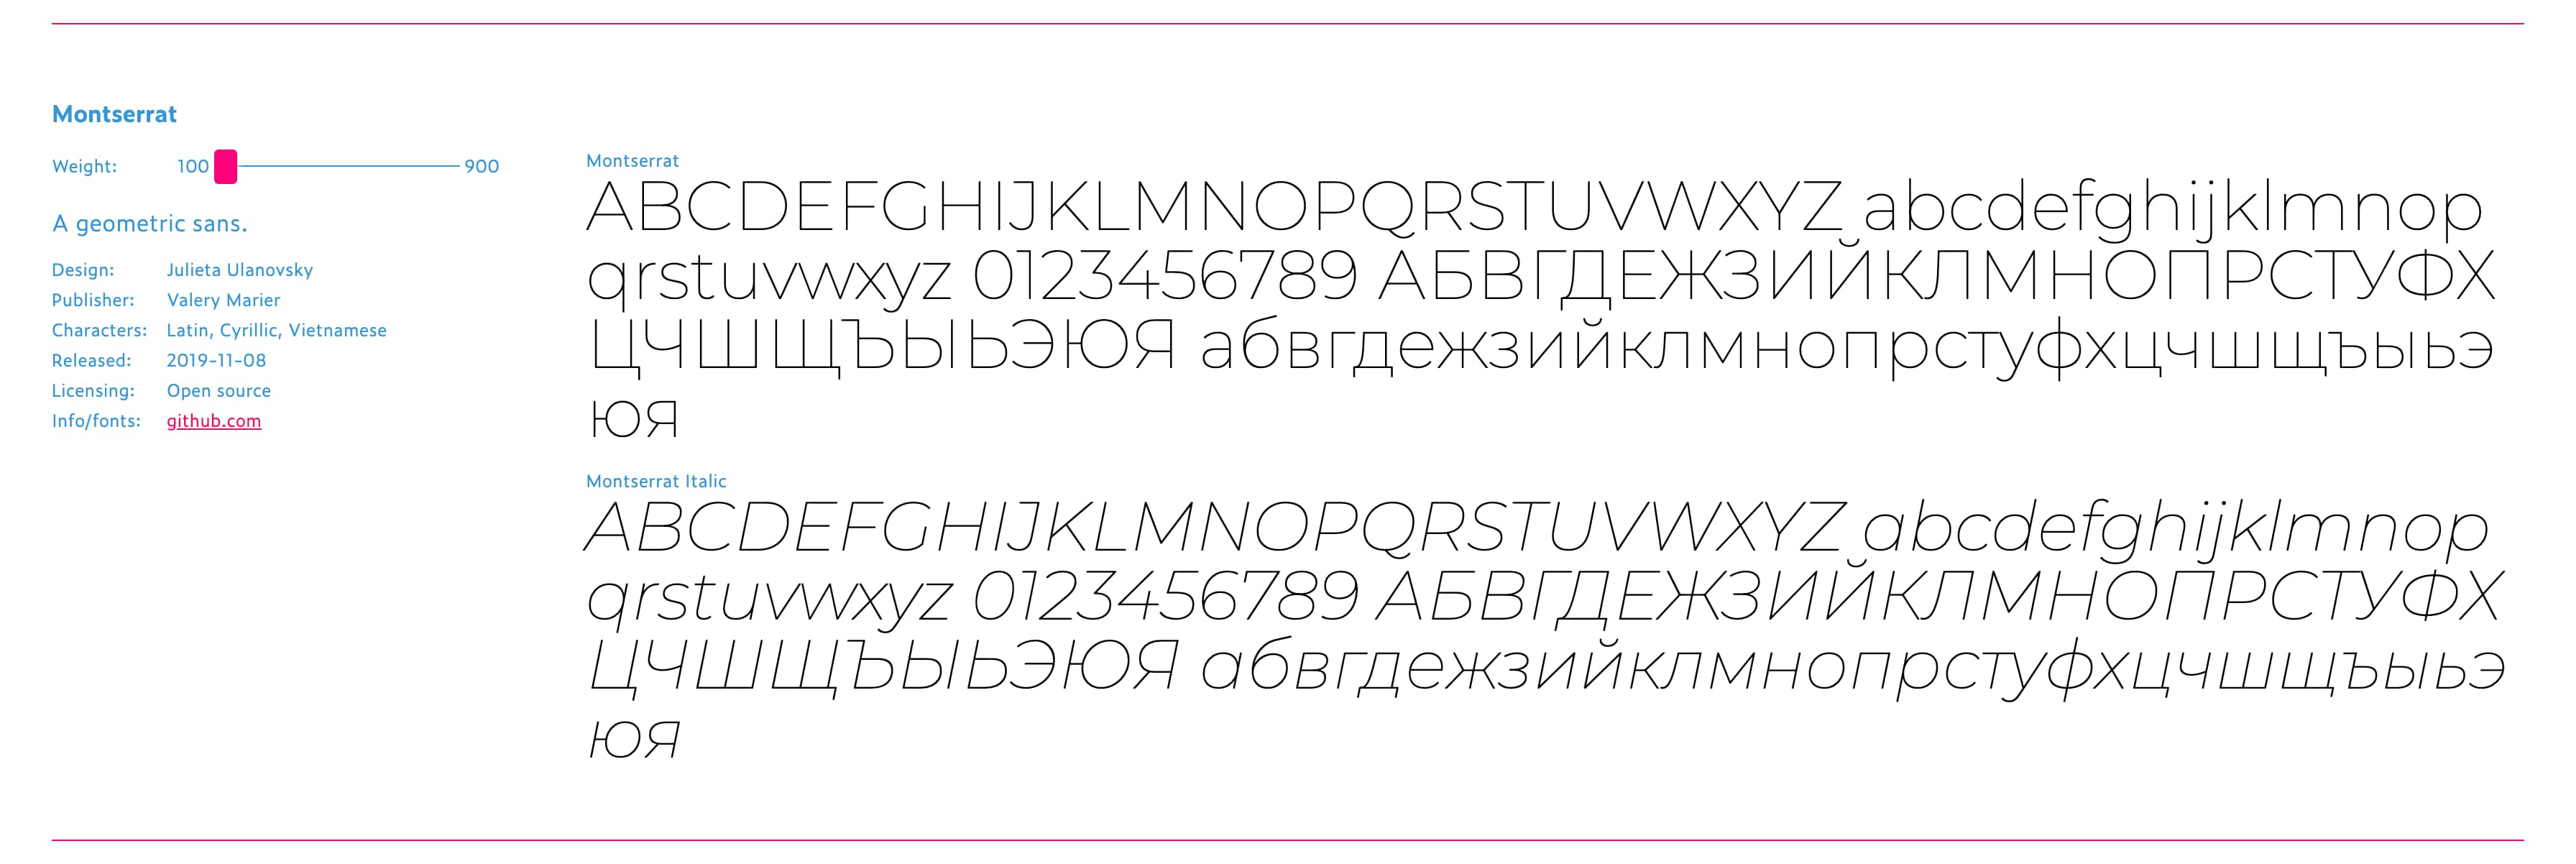 Montserrat
Weight: 100 900
A geometric sans.
Design: Julieta Ulanovsky
Publisher: Valery Marier
Characters: Latin, Cyrillic, Vietnamese
Released: 2019-11-08
Licensing: Open source
Info/fonts: github.com
Montserrat
ABCDEFGHIJKLMNOPQRSTUVWXYZ abcdefghijklmnop
qrstuvwxyz 0123456789 АБВГДЕЖЗИЙКЛМНОПРСТУФХ
ЦЧШЩЪЫЬЭЮЯ абвгдежзийклмнопрстуфхцчшщъыьэ
юя
Montserrat Italic
ABCDEFGHIJKLMNOPQRSTUVWXYZ abcdefghijklmnop
qrstuvwxyz 0123456789 АБВГДЕЖЗИЙКЛМНОПРСТУФХ
ЦЧШЩЪЫЬЭЮЯ абвгдежзийклмнопрстуфхцчшщъыьэ
юя